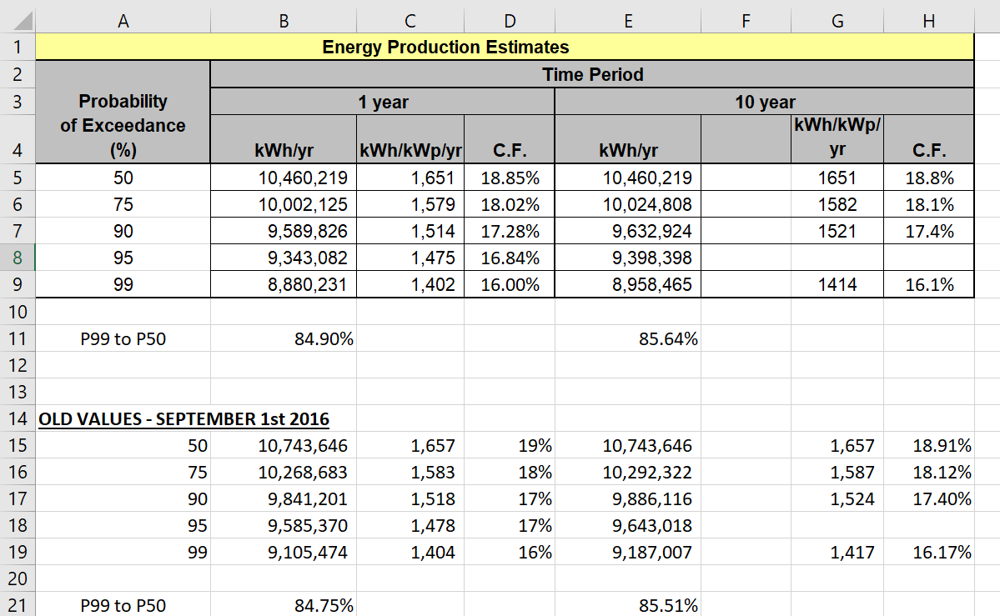 A B C D E F G H
1 Energy Production Estimates
2 Time Period
3 Probability 1 year 10 year
of Exceedance kWh/kWp/
4 (%) kWh/yr kWh/kWp/yr C.F. kWh/yr yr C.F.
5 50 10,460,219 1,651 18.85% 10,460,219 1651 18.8%
6 75 10,002,125 1,579 18.02% 10,024,808 1582 18.1%
7 90 9,589,826 1,514 17.28% 9,632,924 1521 17.4%
8 95 9,343,082 1,475 16.84% 9,398,398
9 99 8,880,231 1,402 16.00% 8,958,465 1414 16.1%
10
11 P99 to P50 84.90% 85.64%
12
13
14 OLD VALUES - SEPTEMBER 1st 2016
15 50 10,743,646 1,657 19% 10,743,646 1,657 18.91%
16 75 10,268,683 1,583 18% 10,292,322 1,587 18.12%
17 90 9,841,201 1,518 17% 9,886,116 1,524 17.40%
18 95 9,585,370 1,478 17% 9,643,018
19 99 9,105,474 1,404 16% 9,187,007 1,417 16.17%
20
21 P99 to P50 84.75% 85.51%